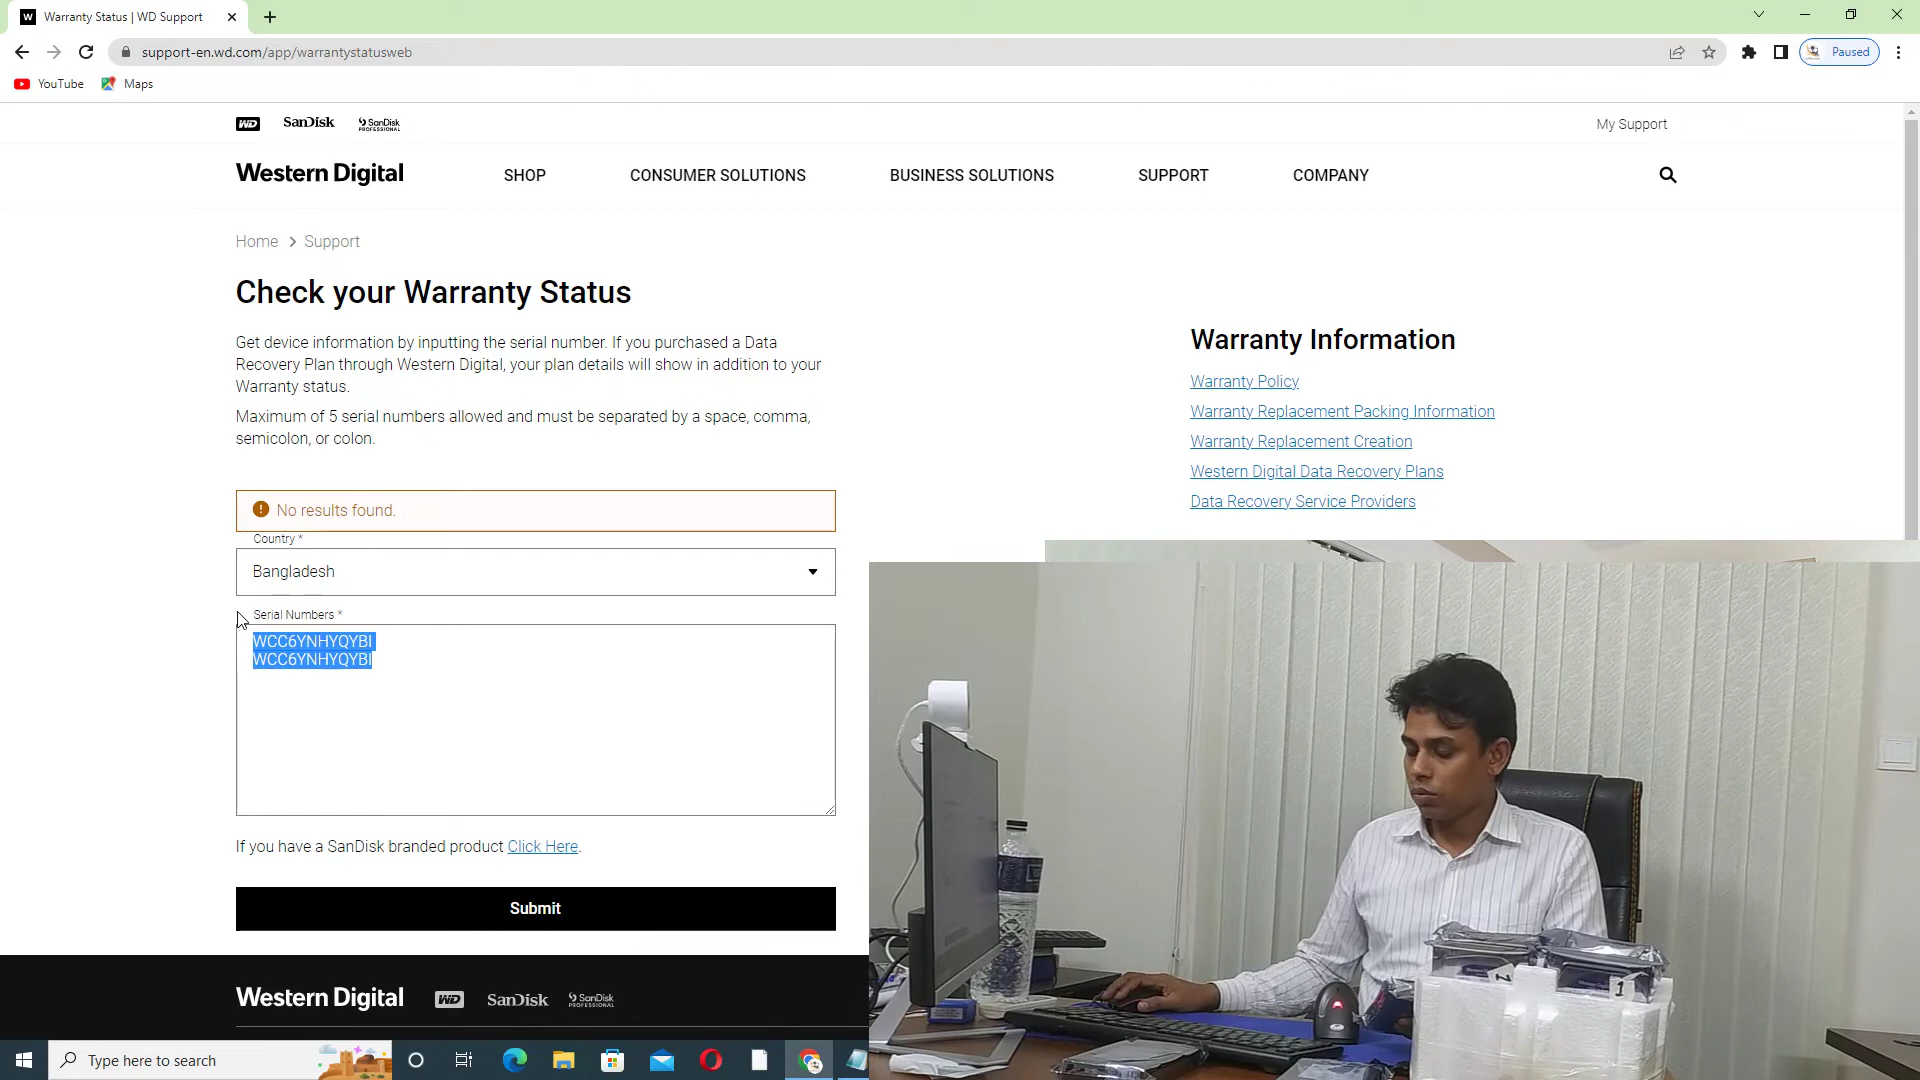 Warranty Status | WD Support
support-en.wd.com/app/warrantystatusweb
Paused
YouTube
Maps
WD
SanDisk
SanDisk PROFESSIONAL
My Support
Western Digital
SHOP
CONSUMER SOLUTIONS
BUSINESS SOLUTIONS
SUPPORT
COMPANY
Home > Support
Check your Warranty Status
Get device information by inputting the serial number. If you purchased a Data
Recovery Plan through Western Digital, your plan details will show in addition to your
Warranty status.
Maximum of 5 serial numbers allowed and must be separated by a space, comma,
semicolon, or colon.
No results found.
Country *
Bangladesh
Serial Numbers *
WCC6YNHYQYBI
WCC6YNHYQYBI
If you have a SanDisk branded product Click Here.
Submit
Warranty Information
Warranty Policy
Warranty Replacement Packing Information
Warranty Replacement Creation
Western Digital Data Recovery Plans
Data Recovery Service Providers
Western Digital
WD
SanDisk
SanDisk PROFESSIONAL
Type here to search
1